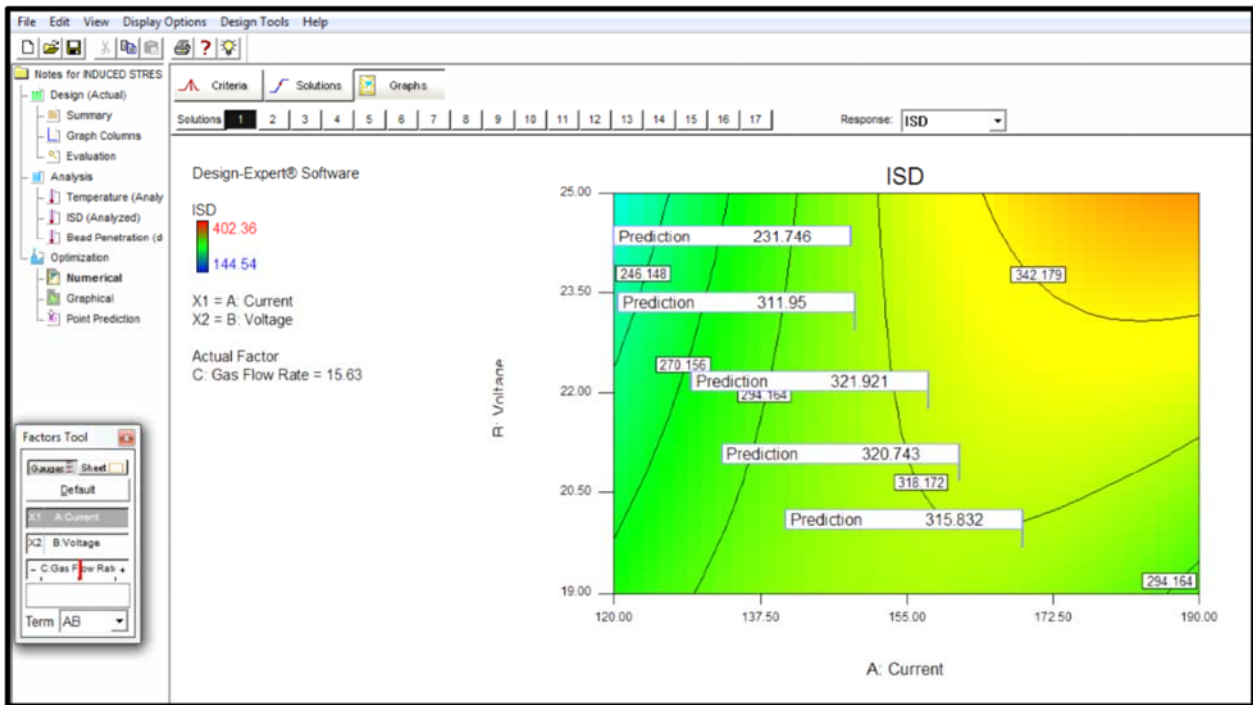 File Edit View Display Options Design Tools Help
Notes for INDUCED STRES
Design (Actual)
Summary
Graph Columns
Evaluation
Analysis
Temperature (Analy
ISD (Analyzed)
Bead Penetration (d
Optimization
Numerical
Graphical
Point Prediction
Criteria Solutions Graphs
Solutions 1 2 3 4 5 6 7 8 9 10 11 12 13 14 15 16 17 Response: ISD
Design-Expert® Software
ISD
402.36
144.54
X1 = A: Current
X2 = B: Voltage
Actual Factor
C: Gas Flow Rate = 15.63
ISD
B: Voltage
25.00
23.50
22.00
20.50
19.00
Prediction 231.746
246.148
342.179
Prediction 311.95
270.156
Prediction 321.921
294.164
Prediction 320.743
318.172
Prediction 315.832
294.164
120.00 137.50 155.00 172.50 190.00
A: Current
Factors Tool
Gauges Sheet
Default
X1 A:Current
X2 B:Voltage
- C:Gas Flow Rat +
Term AB